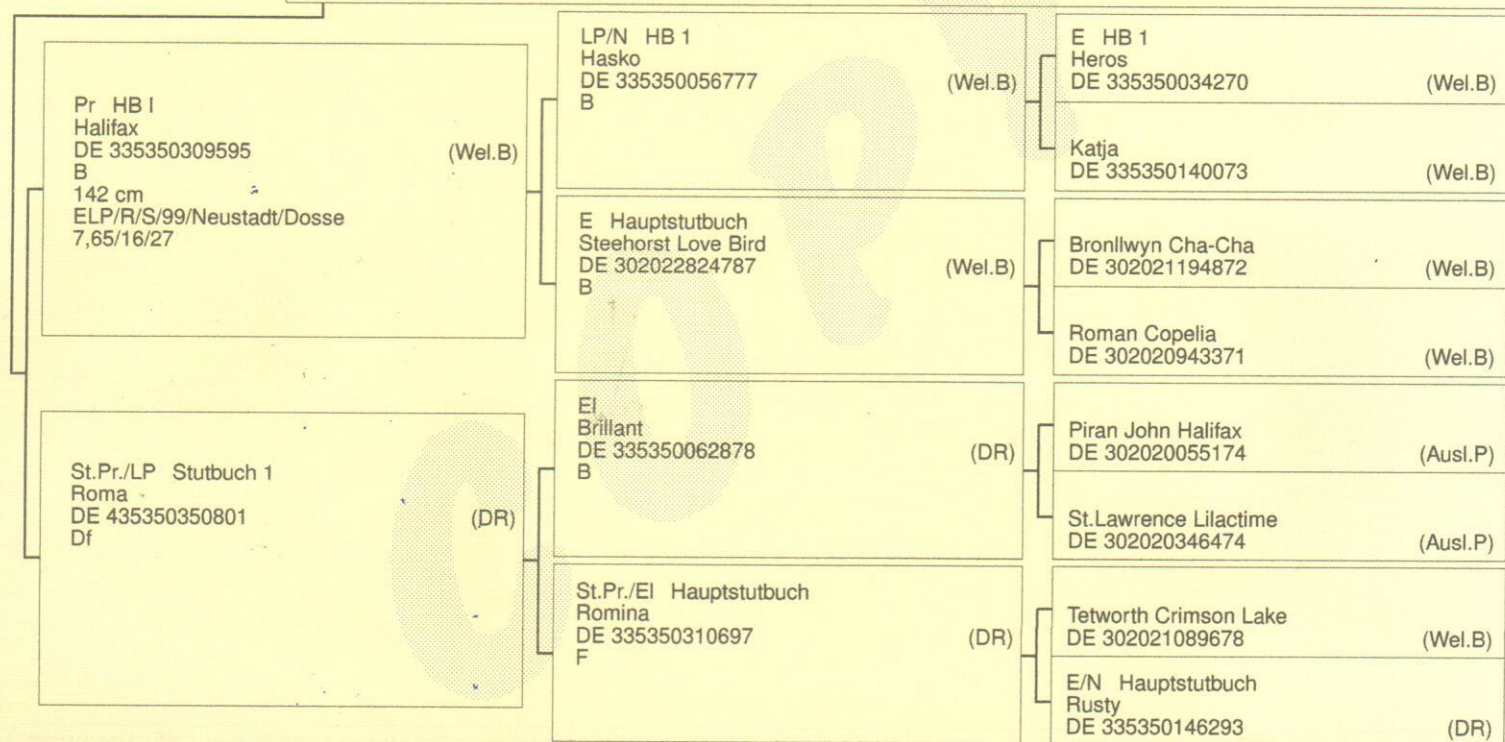 Pr HB I
Halifax
DE 335350309595 (Wel.B)
B
142 cm
ELP/R/S/99/Neustadt/Dosse
7,65/16/27
St.Pr./LP Stutbuch 1
Roma
DE 435350350801 (DR)
Df
LP/N HB 1
Hasko
DE 335350056777 (Wel.B)
B
E Hauptstutbuch
Steehorst Love Bird
DE 302022824787 (Wel.B)
B
El
Brillant
DE 335350062878 (DR)
B
St.Pr./El Hauptstutbuch
Romina
DE 335350310697 (DR)
F
E HB 1
Heros
DE 335350034270 (Wel.B)
Katja
DE 335350140073 (Wel.B)
Bronllwyn Cha-Cha
DE 302021194872 (Wel.B)
Roman Copelia
DE 302020943371 (Wel.B)
Piran John Halifax
DE 302020055174 (Ausl.P)
St.Lawrence Lilactime
DE 302020346474 (Ausl.P)
Tetworth Crimson Lake
DE 302021089678 (Wel.B)
E/N Hauptstutbuch
Rusty
DE 335350146293 (DR)